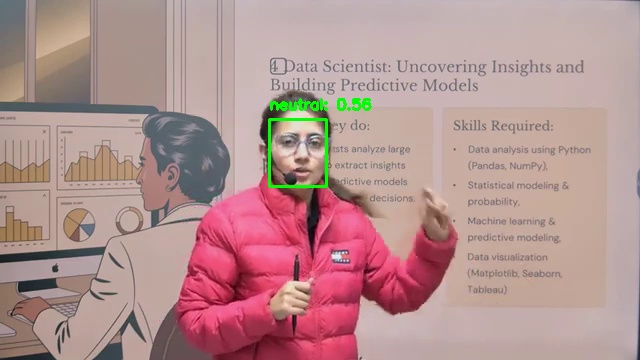 4 Data Scientist: Uncovering Insights and
Building Predictive Models
neutral: 0.56
ey do:
ists analyze large
o extract insights
edictive models
decisions.
Skills Required:
• Data analysis using Python
(Pandas, NumPy),
• Statistical modeling &
probability,
• Machine learning &
predictive modeling,
Data visualization
(Matplotlib, Seaborn,
Tableau)